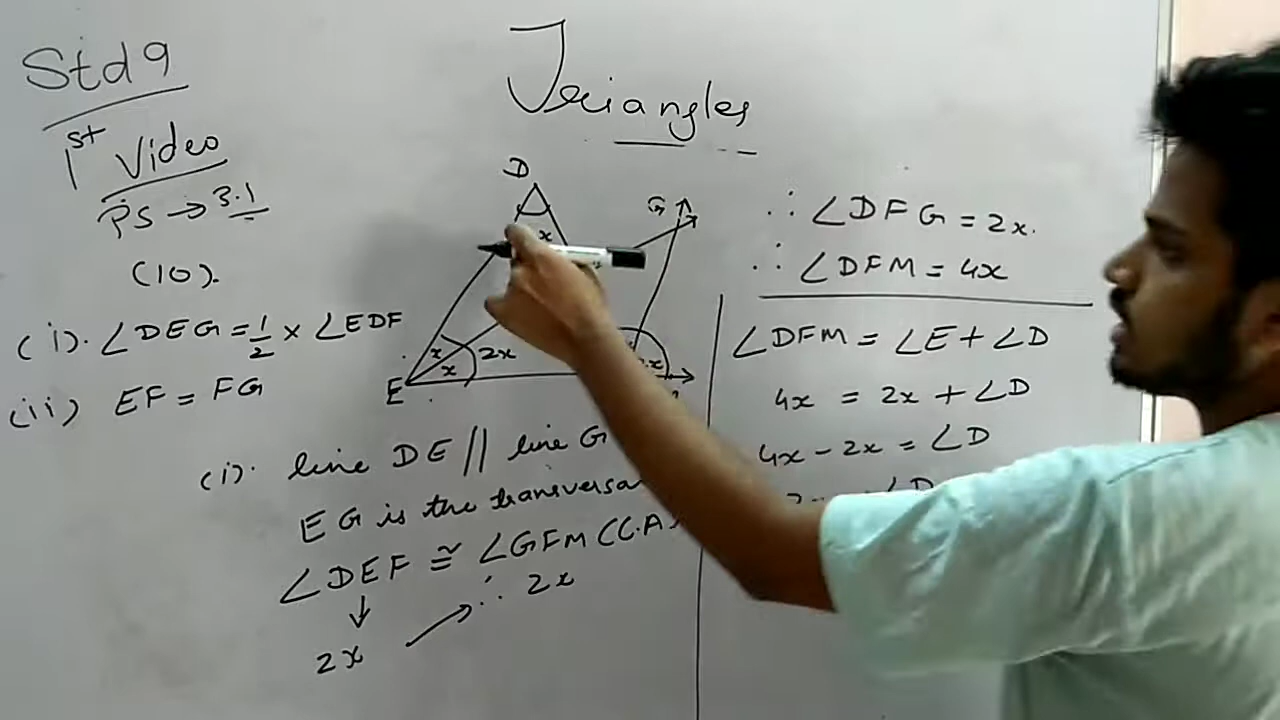 Std 9
1st Video
PS → 3.1
(10).
(i). ∠DEG = 1/2 × ∠EDF
(ii) EF = FG
Triangles
D
G
x
x
x
2x
E
(i). line DE // line G
EG is the transversa
∠DEF ≅ ∠GFM (C.A)
↓
2x → ∴ 2x
∴ ∠DFG = 2x.
∴ ∠DFM = 4x
∠DFM = ∠E + ∠D
4x = 2x + ∠D
4x - 2x = ∠D